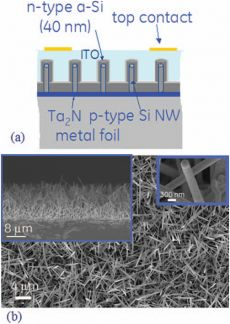 n-type a-Si top contact
(40 nm)
ITO
Ta2N p-type Si NW
(a) metal foil
(b)
300 nm
8 µm
4 µm
(b)